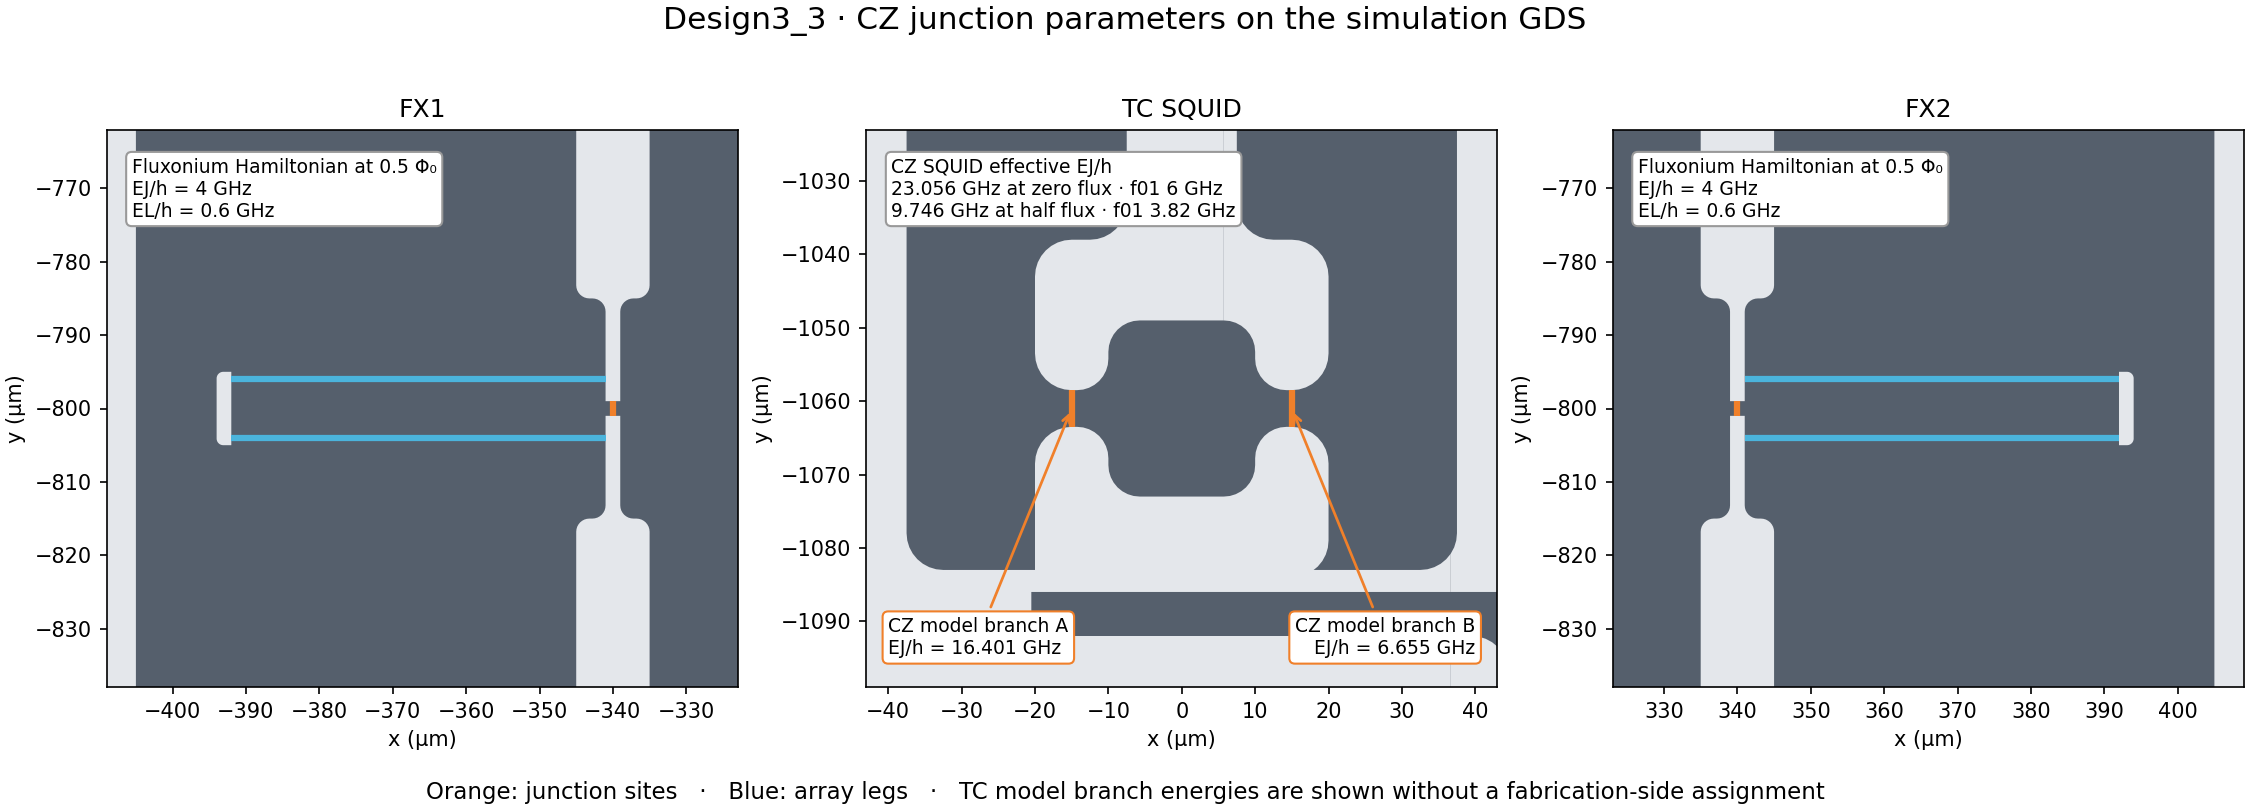 Design3_3 · CZ junction parameters on the simulation GDS
FX1
Fluxonium Hamiltonian at 0.5 Φ₀
EJ/h = 4 GHz
EL/h = 0.6 GHz
−770
−780
−790
−800
−810
−820
−830
y (μm)
−400 −390 −380 −370 −360 −350 −340 −330
x (μm)
TC SQUID
CZ SQUID effective EJ/h
23.056 GHz at zero flux · f01 6 GHz
9.746 GHz at half flux · f01 3.82 GHz
−1030
−1040
−1050
−1060
−1070
−1080
−1090
y (μm)
CZ model branch A
EJ/h = 16.401 GHz
CZ model branch B
EJ/h = 6.655 GHz
−40 −30 −20 −10 0 10 20 30 40
x (μm)
FX2
Fluxonium Hamiltonian at 0.5 Φ₀
EJ/h = 4 GHz
EL/h = 0.6 GHz
−770
−780
−790
−800
−810
−820
−830
y (μm)
330 340 350 360 370 380 390 400
x (μm)
Orange: junction sites · Blue: array legs · TC model branch energies are shown without a fabrication-side assignment